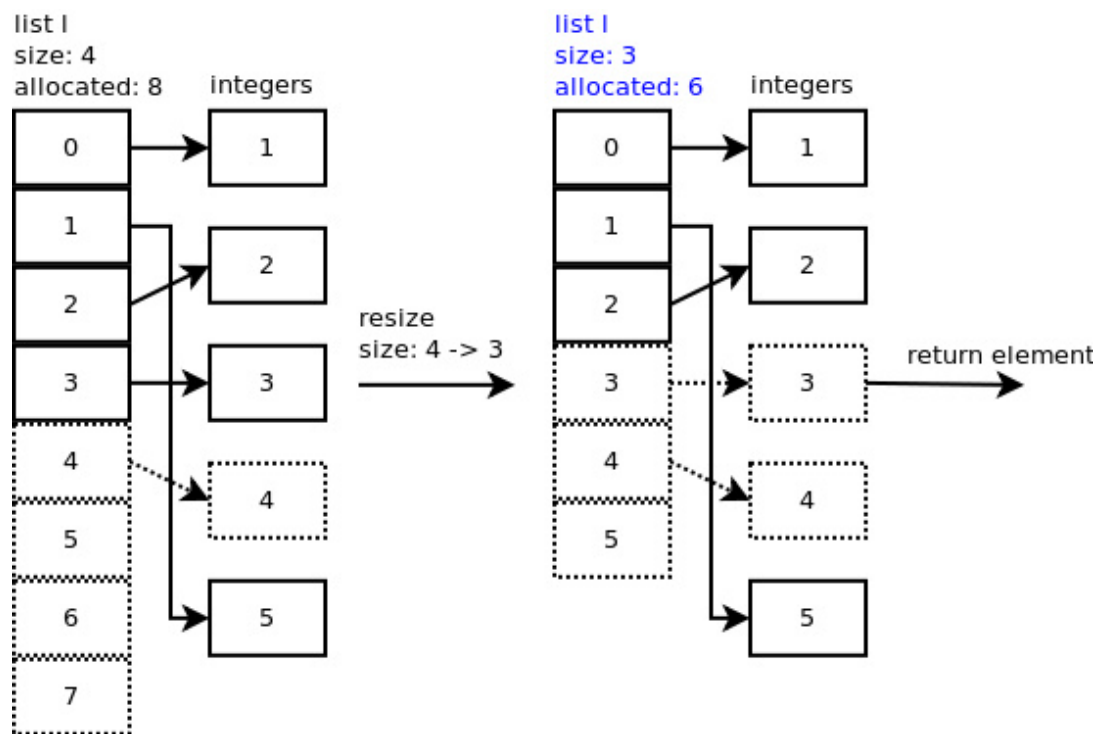 list l
size: 4
allocated: 8
integers
0
1
2
3
4
5
6
7
1
2
3
4
5
resize
size: 4 -> 3
list l
size: 3
allocated: 6
integers
0
1
2
3
4
5
1
2
3
4
5
return element